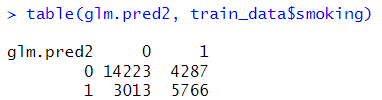 > table(glm.pred2, train_data$smoking)
glm.pred2 0 1
0 14223 4287
1 3013 5766